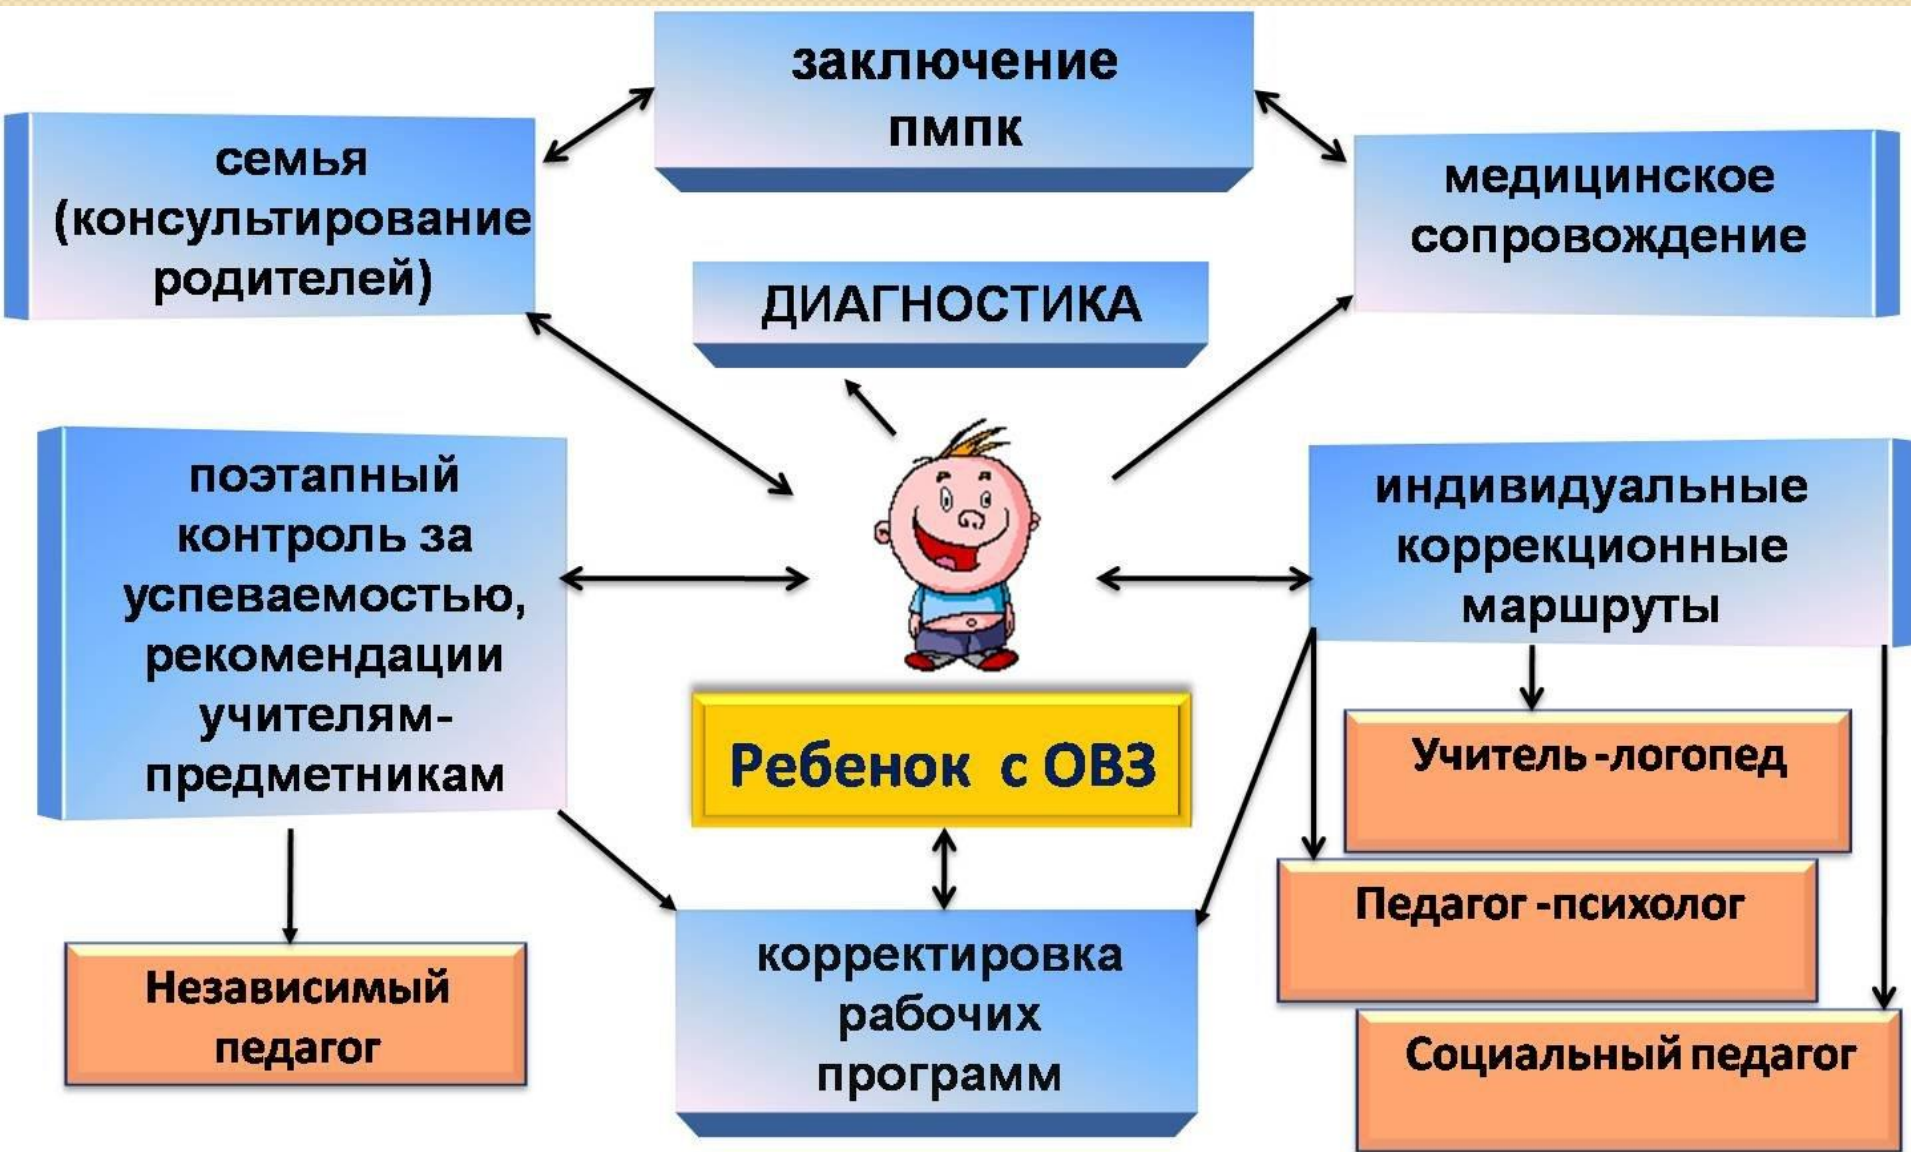 заключение
пмпк
семья
(консультирование
родителей)
медицинское
сопровождение
ДИАГНОСТИКА
поэтапный
контроль за
успеваемостью,
рекомендации
учителям-
предметникам
индивидуальные
коррекционные
маршруты
Ребенок с ОВЗ
Учитель -логопед
Педагог -психолог
Социальный педагог
Независимый
педагог
корректировка
рабочих
программ